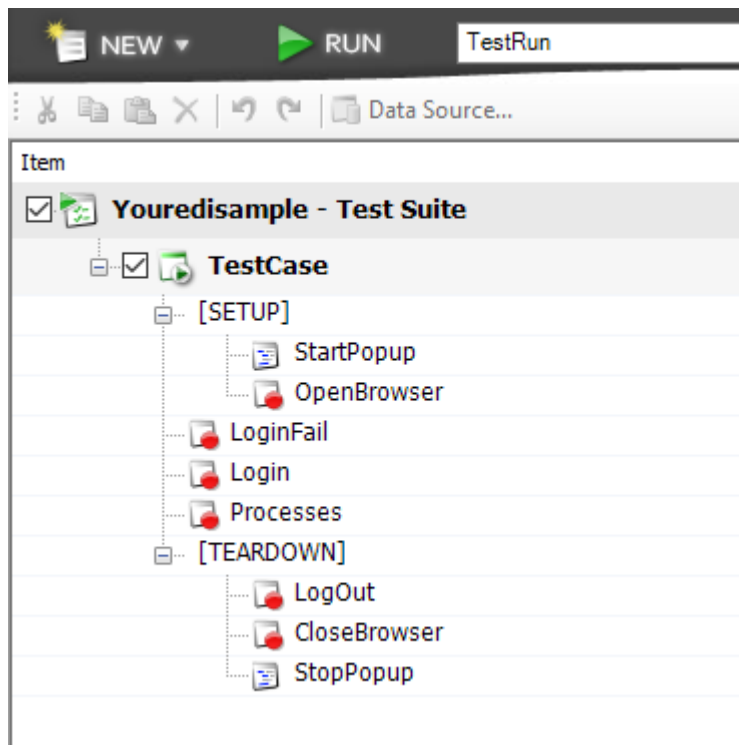 NEW RUN TestRun
Data Source...
Item
Youredisample - Test Suite
TestCase
[SETUP]
StartPopup
OpenBrowser
LoginFail
Login
Processes
[TEARDOWN]
LogOut
CloseBrowser
StopPopup